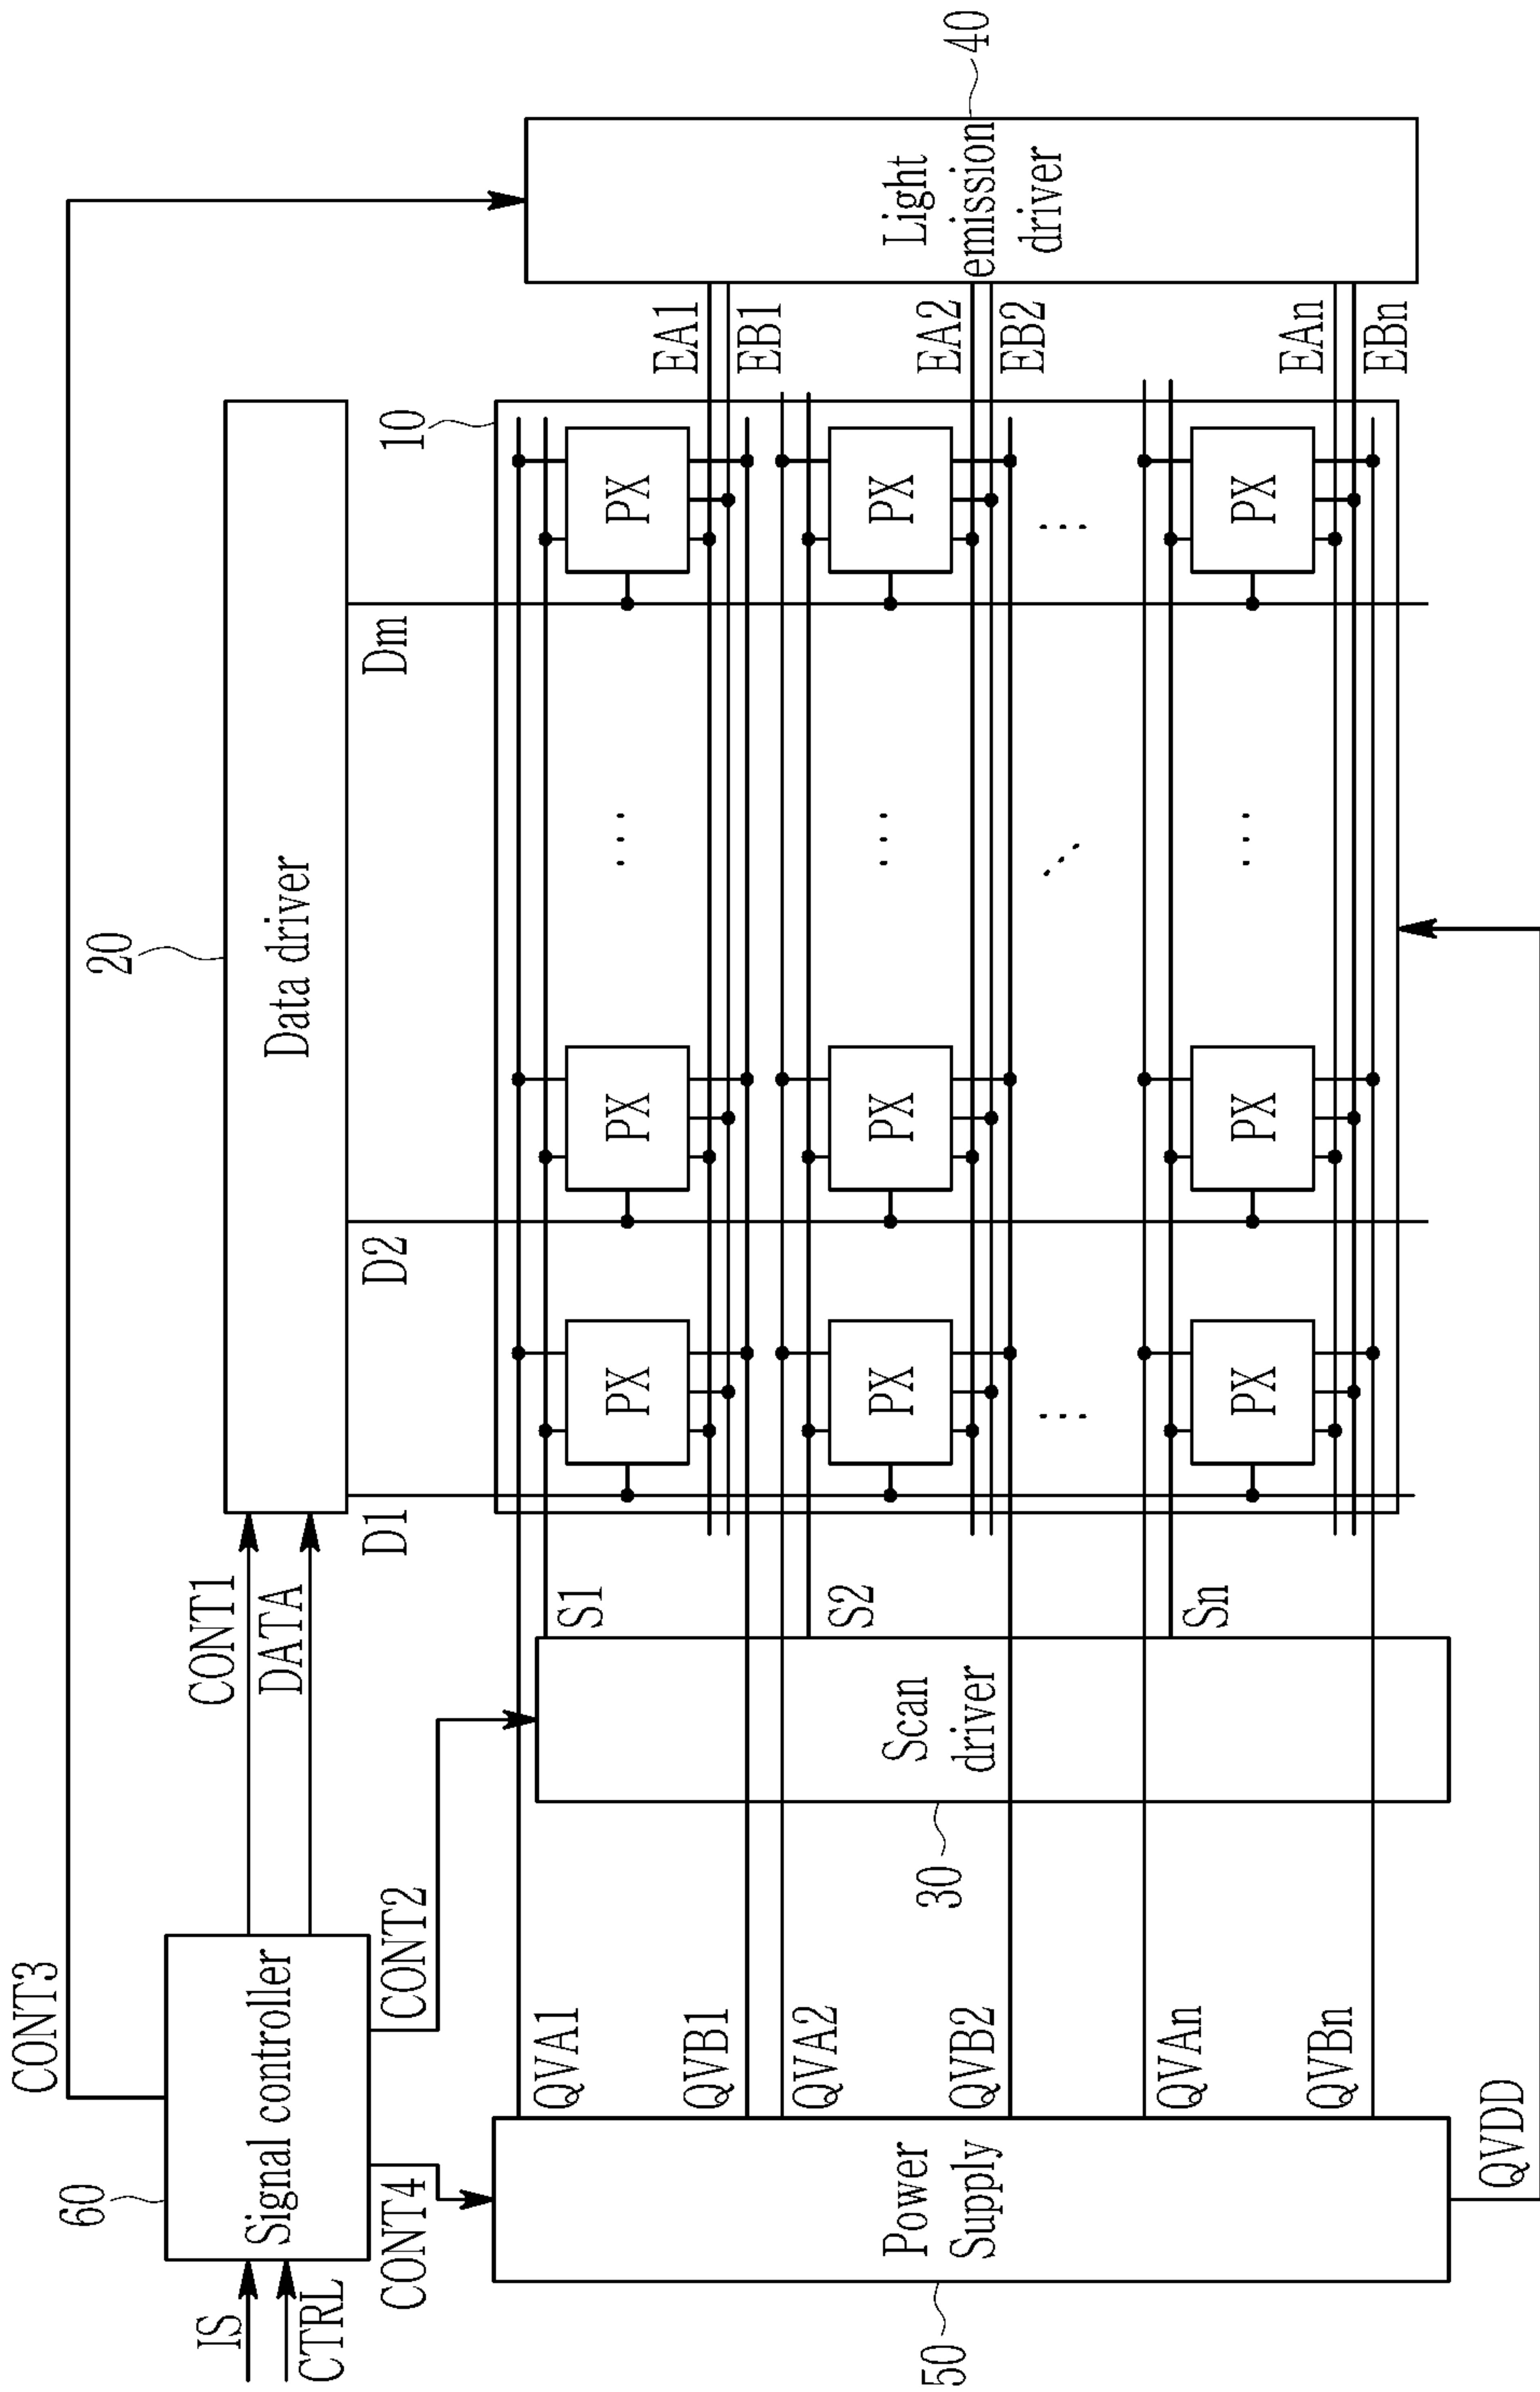 CONT3
20
40
60
Signal controller
IS
CTRL
CONT1
DATA
Data driver
CONT4
CONT2
D1
D2
Dm
10
QVA1
S1
PX
PX
...
PX
EA1
QVB1
EB1
QVA2
S2
Power
Supply
Scan
driver
PX
PX
...
PX
Light
emission
driver
50
30
EA2
QVB2
EB2
...
...
...
QVAn
Sn
PX
PX
...
PX
EAn
QVBn
EBn
QVDD